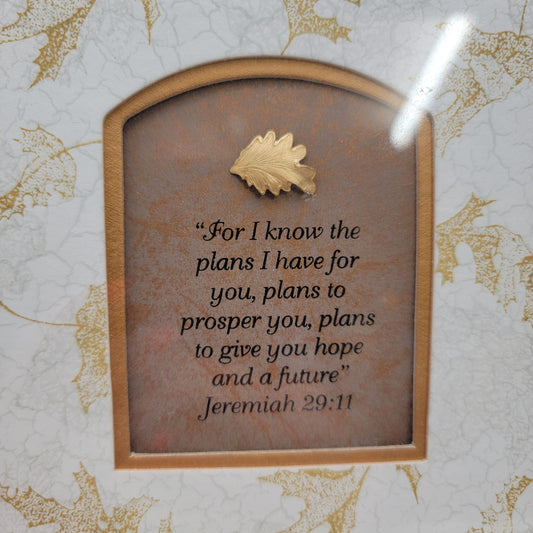 “For I know the
plans I have for
you, plans to
prosper you, plans
to give you hope
and a future”
Jeremiah 29:11